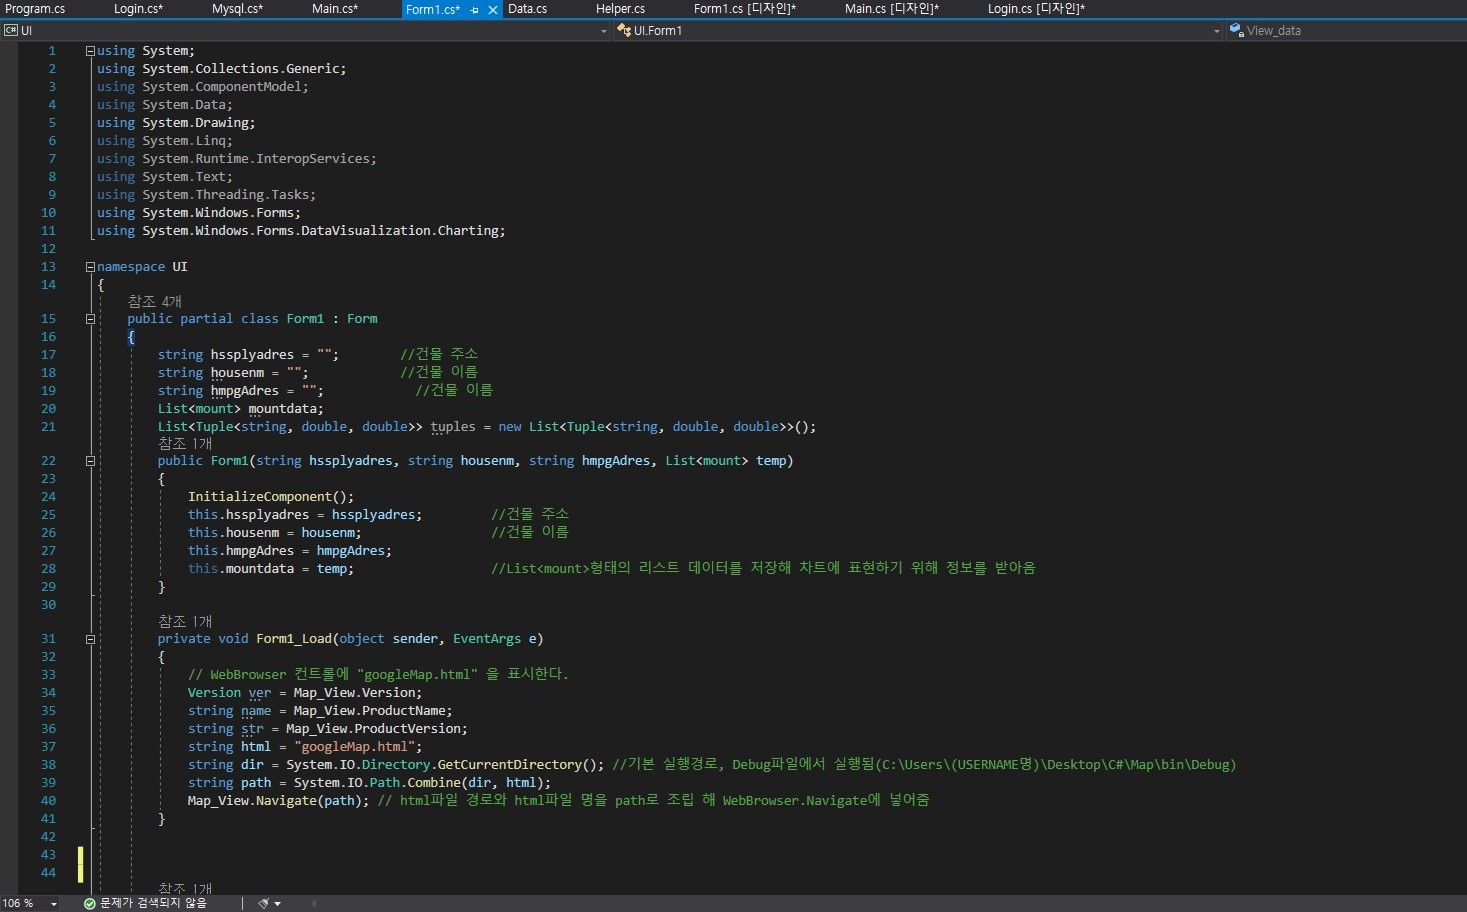 Program.cs Login.cs* Mysql.cs* Main.cs* Form1.cs* Data.cs Helper.cs Form1.cs [디자인]* Main.cs [디자인]* Login.cs [디자인]*
C# UI UI.Form1 View_data
1 using System;
2 using System.Collections.Generic;
3 using System.ComponentModel;
4 using System.Data;
5 using System.Drawing;
6 using System.Linq;
7 using System.Runtime.InteropServices;
8 using System.Text;
9 using System.Threading.Tasks;
10 using System.Windows.Forms;
11 using System.Windows.Forms.DataVisualization.Charting;
12
13 namespace UI
14 {
참조 4개
15 public partial class Form1 : Form
16 {
17 string hssplyadres = ""; //건물 주소
18 string housenm = ""; //건물 이름
19 string hmpgAdres = ""; //건물 이름
20 List<mount> mountdata;
21 List<Tuple<string, double, double>> tuples = new List<Tuple<string, double, double>>();
참조 1개
22 public Form1(string hssplyadres, string housenm, string hmpgAdres, List<mount> temp)
23 {
24 InitializeComponent();
25 this.hssplyadres = hssplyadres; //건물 주소
26 this.housenm = housenm; //건물 이름
27 this.hmpgAdres = hmpgAdres;
28 this.mountdata = temp; //List<mount>형태의 리스트 데이터를 저장해 차트에 표현하기 위해 정보를 받아옴
29 }
30
참조 1개
31 private void Form1_Load(object sender, EventArgs e)
32 {
33 // WebBrowser 컨트롤에 "googleMap.html" 을 표시한다.
34 Version ver = Map_View.Version;
35 string name = Map_View.ProductName;
36 string str = Map_View.ProductVersion;
37 string html = "googleMap.html";
38 string dir = System.IO.Directory.GetCurrentDirectory(); //기본 실행경로, Debug파일에서 실행됨(C:\Users\(USERNAME명)\Desktop\C#\Map\bin\Debug)
39 string path = System.IO.Path.Combine(dir, html);
40 Map_View.Navigate(path); // html파일 경로와 html파일 명을 path로 조립 해 WebBrowser.Navigate에 넣어줌
41 }
42
43
44
참조 1개
106 % 문제가 검색되지 않음